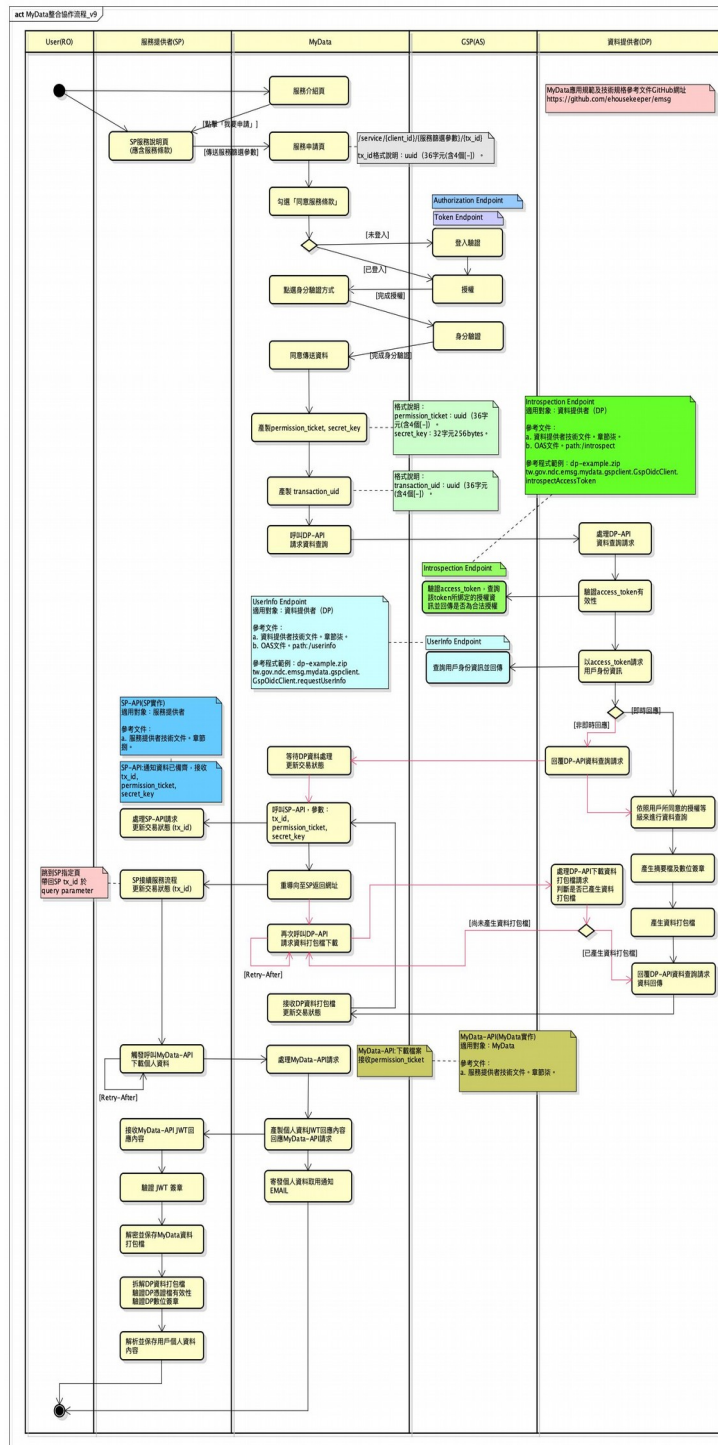 act MyData整合協作流程_v9
User(RO)
服務提供者(SP)
MyData
GSP(AS)
資料提供者(DP)
服務介紹頁
MyData應用規範及技術規格參考文件GitHub網址
https://github.com/ehousekeeper/emsg
[點擊「我要申請」]
SP服務說明頁
(應含服務條款)
[傳送服務篩選參數]
服務申請頁
/service/{client_id}/{服務篩選參數}/{tx_id}
tx_id格式說明：uuid（36字元(含4個[-]）。
勾選「同意服務條款」
Authorization Endpoint
Token Endpoint
[未登入]
登入驗證
[已登入]
點選身分驗證方式
[完成授權]
授權
身分驗證
同意傳送資料
[完成身分驗證]
產製permission_ticket, secret_key
格式說明：
permission_ticket：uuid（36字
元(含4個[-]）。
secret_key：32字元256bytes。
Introspection Endpoint
適用對象：資料提供者（DP）
參考文件：
a. 資料提供者技術文件。章節柒。
b. OAS文件。path:/introspect
參考程式範例：dp-example.zip
tw.gov.ndc.emsg.mydata.gspclient.GspOidcClient.
introspectAccessToken
產製 transaction_uid
格式說明：
transaction_uid：uuid（36字元
(含4個[-]）。
呼叫DP-API
請求資料查詢
處理DP-API
資料查詢請求
Introspection Endpoint
驗證access_token，查詢
該token所綁定的授權資
訊並回傳是否為合法授權
驗證access_token有
效性
UserInfo Endpoint
適用對象：資料提供者（DP）
參考文件：
a. 資料提供者技術文件。章節柒。
b. OAS文件。path:/userinfo
參考程式範例：dp-example.zip
tw.gov.ndc.emsg.mydata.gspclient.
GspOidcClient.requestUserInfo
UserInfo Endpoint
查詢用戶身份資訊並回傳
以access_token請求
用戶身份資訊
SP-API(SP實作)
適用對象：服務提供者
參考文件：
a. 服務提供者技術文件。章節
[即時回應]
[非即時回應]
等待DP資料處理
更新交易狀態
回覆DP-API資料查詢請求
SP-API:通知資料已備齊，接收
tx_id,
permission_ticket,
secret_key
處理SP-API請求
更新交易狀態 (tx_id)
呼叫SP-API，參數：
tx_id,
permission_ticket,
secret_key
依照用戶所同意的授權等
級來進行資料查詢
跳到SP指定頁
帶回SP tx_id 於
query parameter
SP接續服務流程
更新交易狀態 (tx_id)
重導向至SP返回網址
處理DP-API下載資料
打包檔請求
判斷是否已產生資料
打包檔
產生摘要檔及數位簽章
再次呼叫DP-API
請求資料打包檔下載
[尚未產生資料打包檔]
產生資料打包檔
[Retry-After]
[已產生資料打包檔]
接收DP資料打包檔
更新交易狀態
回覆DP-API資料查詢請求
資料回傳
觸發呼叫MyData-API
下載個人資料
處理MyData-API請求
MyData-API:下載檔案
接收permission_ticket
MyData-API(MyData實作)
適用對象：MyData
參考文件：
a. 服務提供者技術文件。章節柒。
[Retry-After]
接收MyData-API JWT回
應內容
產製個人資料JWT回應內容
回應MyData-API請求
驗證 JWT 簽章
寄發個人資料取用通知
EMAIL
解密並保存MyData資料
打包檔
拆解DP資料打包檔
驗證DP憑證檔有效性
驗證DP數位簽章
解析並保存用戶個人資料
內容